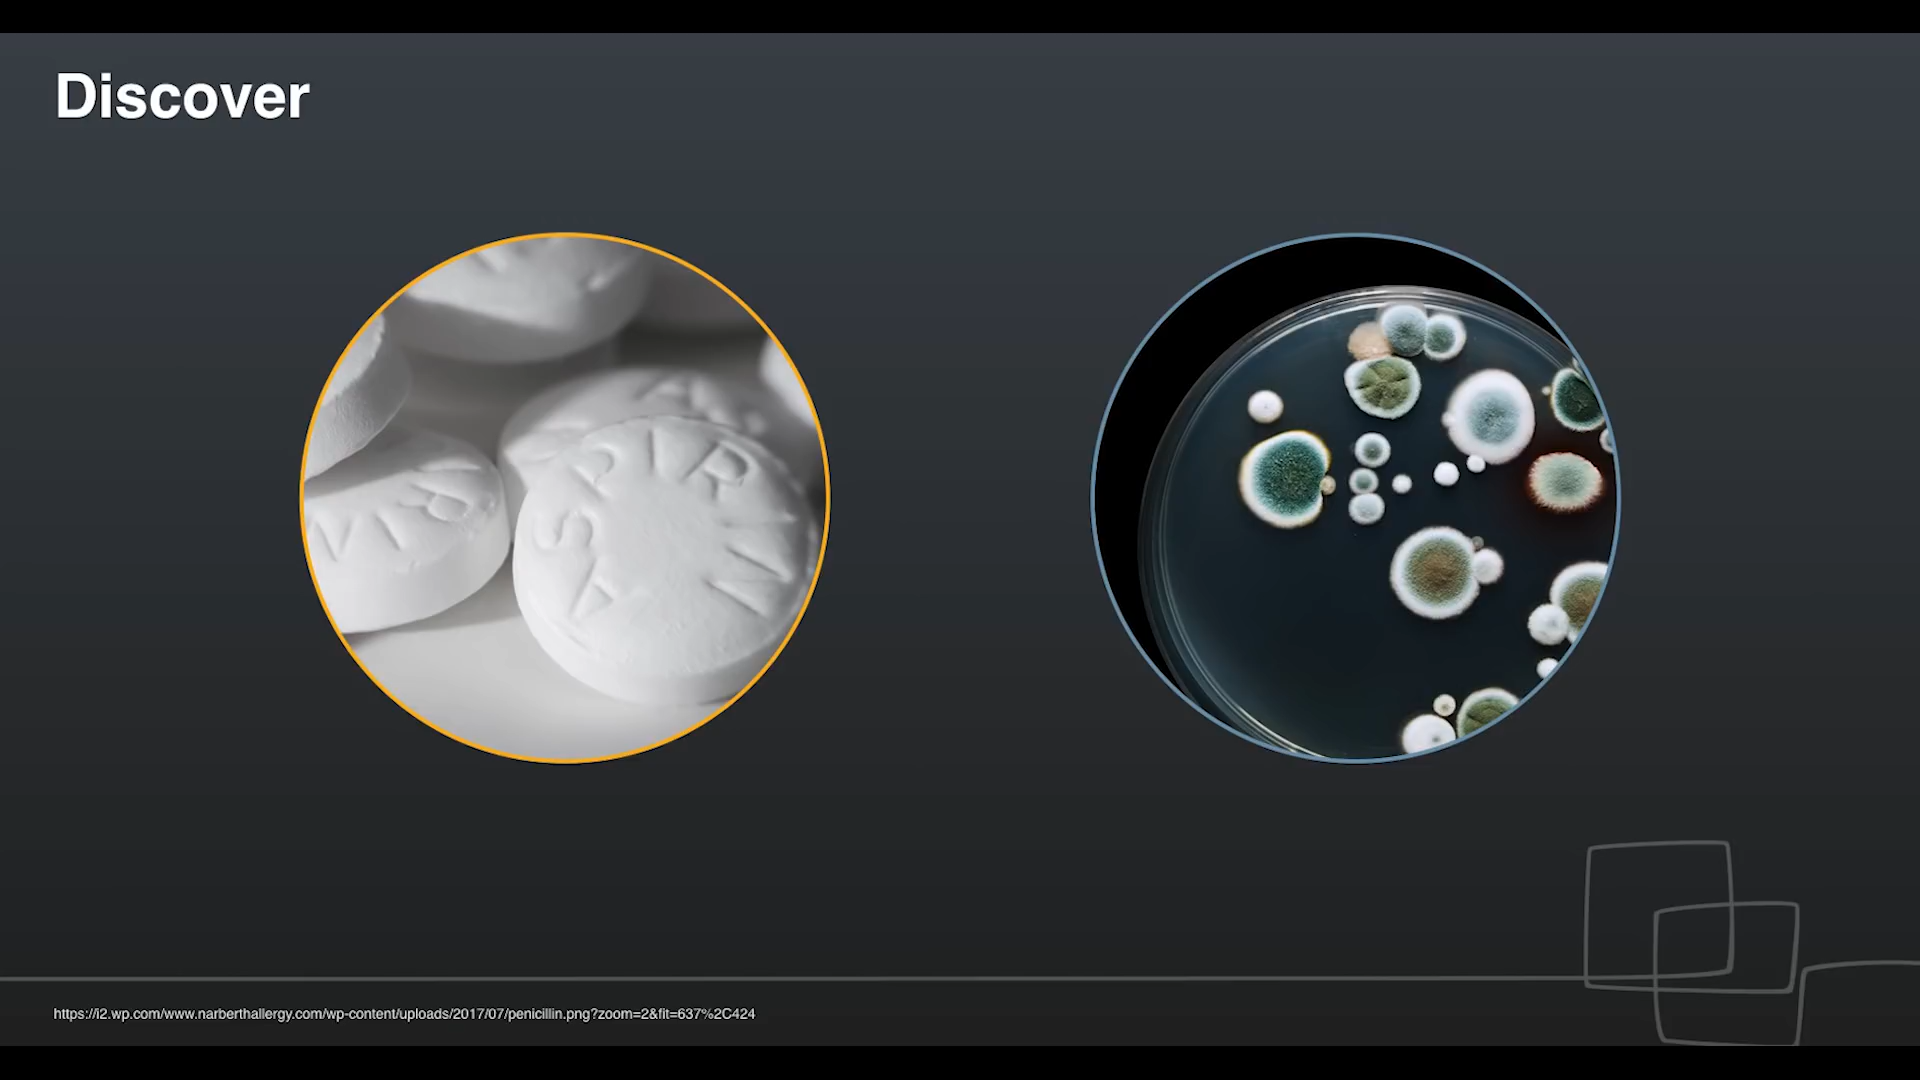 Discover
ASPIRIN
https://i2.wp.com/www.narberthallergy.com/wp-content/uploads/2017/07/penicillin.png?zoom=2&fit=637%2C424